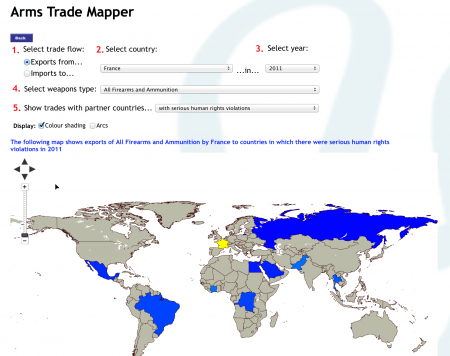 Arms Trade Mapper
Back
1. Select trade flow: 2. Select country: 3. Select year:
Exports from...
France ...in... 2011
Imports to...
4. Select weapons type: All Firearms and Ammunition
5. Show trades with partner countries... with serious human rights violations
Display: Colour shading Arcs
The following map shows exports of All Firearms and Ammunition by France to countries in which there were serious human rights
violations in 2011